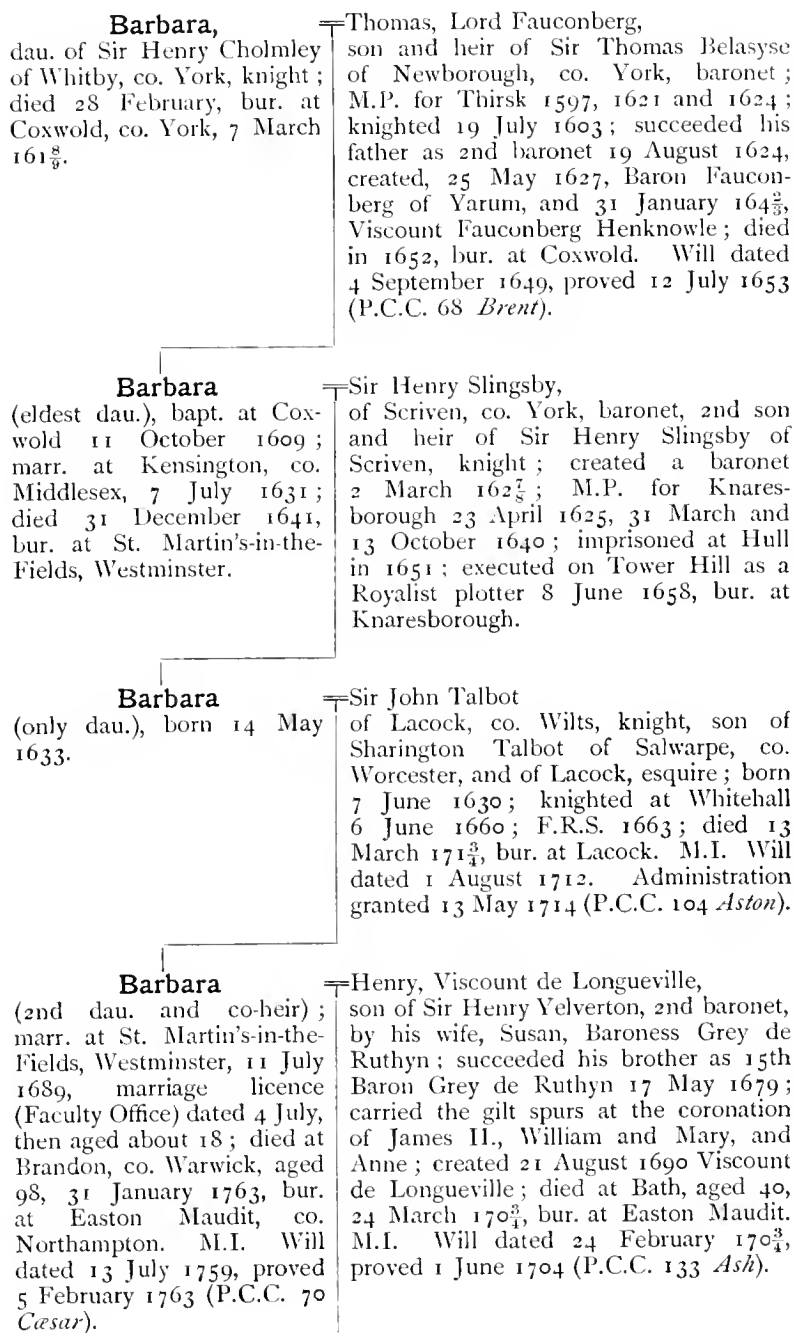 Barbara,
dau. of Sir Henry Cholmley
of Whitby, co. York, knight ;
died 28 February, bur. at
Coxwold, co. York, 7 March
161 8/9.
Thomas, Lord Fauconberg,
son and heir of Sir Thomas Belasyse
of Newborough, co. York, baronet ;
M.P. for Thirsk 1597, 1621 and 1624 ;
knighted 19 July 1603 ; succeeded his
father as 2nd baronet 19 August 1624,
created, 25 May 1627, Baron Faucon-
berg of Yarum, and 31 January 164 2/3,
Viscount Fauconberg Henknowle ; died
in 1652, bur. at Coxwold. Will dated
4 September 1649, proved 12 July 1653
(P.C.C. 68 Brent).
Barbara
(eldest dau.), bapt. at Cox-
wold 11 October 1609 ;
marr. at Kensington, co.
Middlesex, 7 July 1631 ;
died 31 December 1641,
bur. at St. Martin's-in-the-
Fields, Westminster.
Sir Henry Slingsby,
of Scriven, co. York, baronet, 2nd son
and heir of Sir Henry Slingsby of
Scriven, knight ; created a baronet
2 March 162 7/8 ; M.P. for Knares-
borough 23 April 1625, 31 March and
13 October 1640 ; imprisoned at Hull
in 1651 ; executed on Tower Hill as a
Royalist plotter 8 June 1658, bur. at
Knaresborough.
Barbara
(only dau.), born 14 May
1633.
Sir John Talbot
of Lacock, co. Wilts, knight, son of
Sharington Talbot of Salwarpe, co.
Worcester, and of Lacock, esquire ; born
7 June 1630 ; knighted at Whitehall
6 June 1660 ; F.R.S. 1663 ; died 13
March 171 3/4, bur. at Lacock. M.I. Will
dated 1 August 1712. Administration
granted 13 May 1714 (P.C.C. 104 Aston).
Barbara
(2nd dau. and co-heir) ;
marr. at St. Martin's-in-the-
Fields, Westminster, 11 July
1689, marriage licence
(Faculty Office) dated 4 July,
then aged about 18 ; died at
Brandon, co. Warwick, aged
98, 31 January 1763, bur.
at Easton Maudit, co.
Northampton. M.I. Will
dated 13 July 1759, proved
5 February 1763 (P.C.C. 70
Cæsar).
Henry, Viscount de Longueville,
son of Sir Henry Yelverton, 2nd baronet,
by his wife, Susan, Baroness Grey de
Ruthyn ; succeeded his brother as 15th
Baron Grey de Ruthyn 17 May 1679 ;
carried the gilt spurs at the coronation
of James II., William and Mary, and
Anne ; created 21 August 1690 Viscount
de Longueville ; died at Bath, aged 40,
24 March 170 3/4, bur. at Easton Maudit.
M.I. Will dated 24 February 170 3/4,
proved 1 June 1704 (P.C.C. 133 Ash).